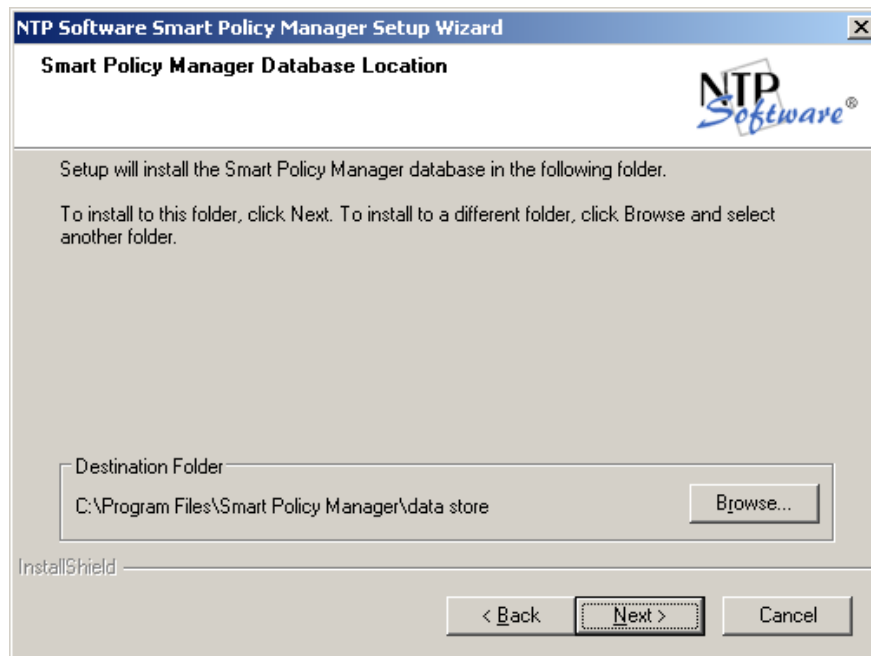 NTP Software Smart Policy Manager Setup Wizard
Smart Policy Manager Database Location
NTP
Software®
Setup will install the Smart Policy Manager database in the following folder.
To install to this folder, click Next. To install to a different folder, click Browse and select
another folder.
Destination Folder
C:\Program Files\Smart Policy Manager\data store
Browse...
InstallShield
< Back
Next >
Cancel